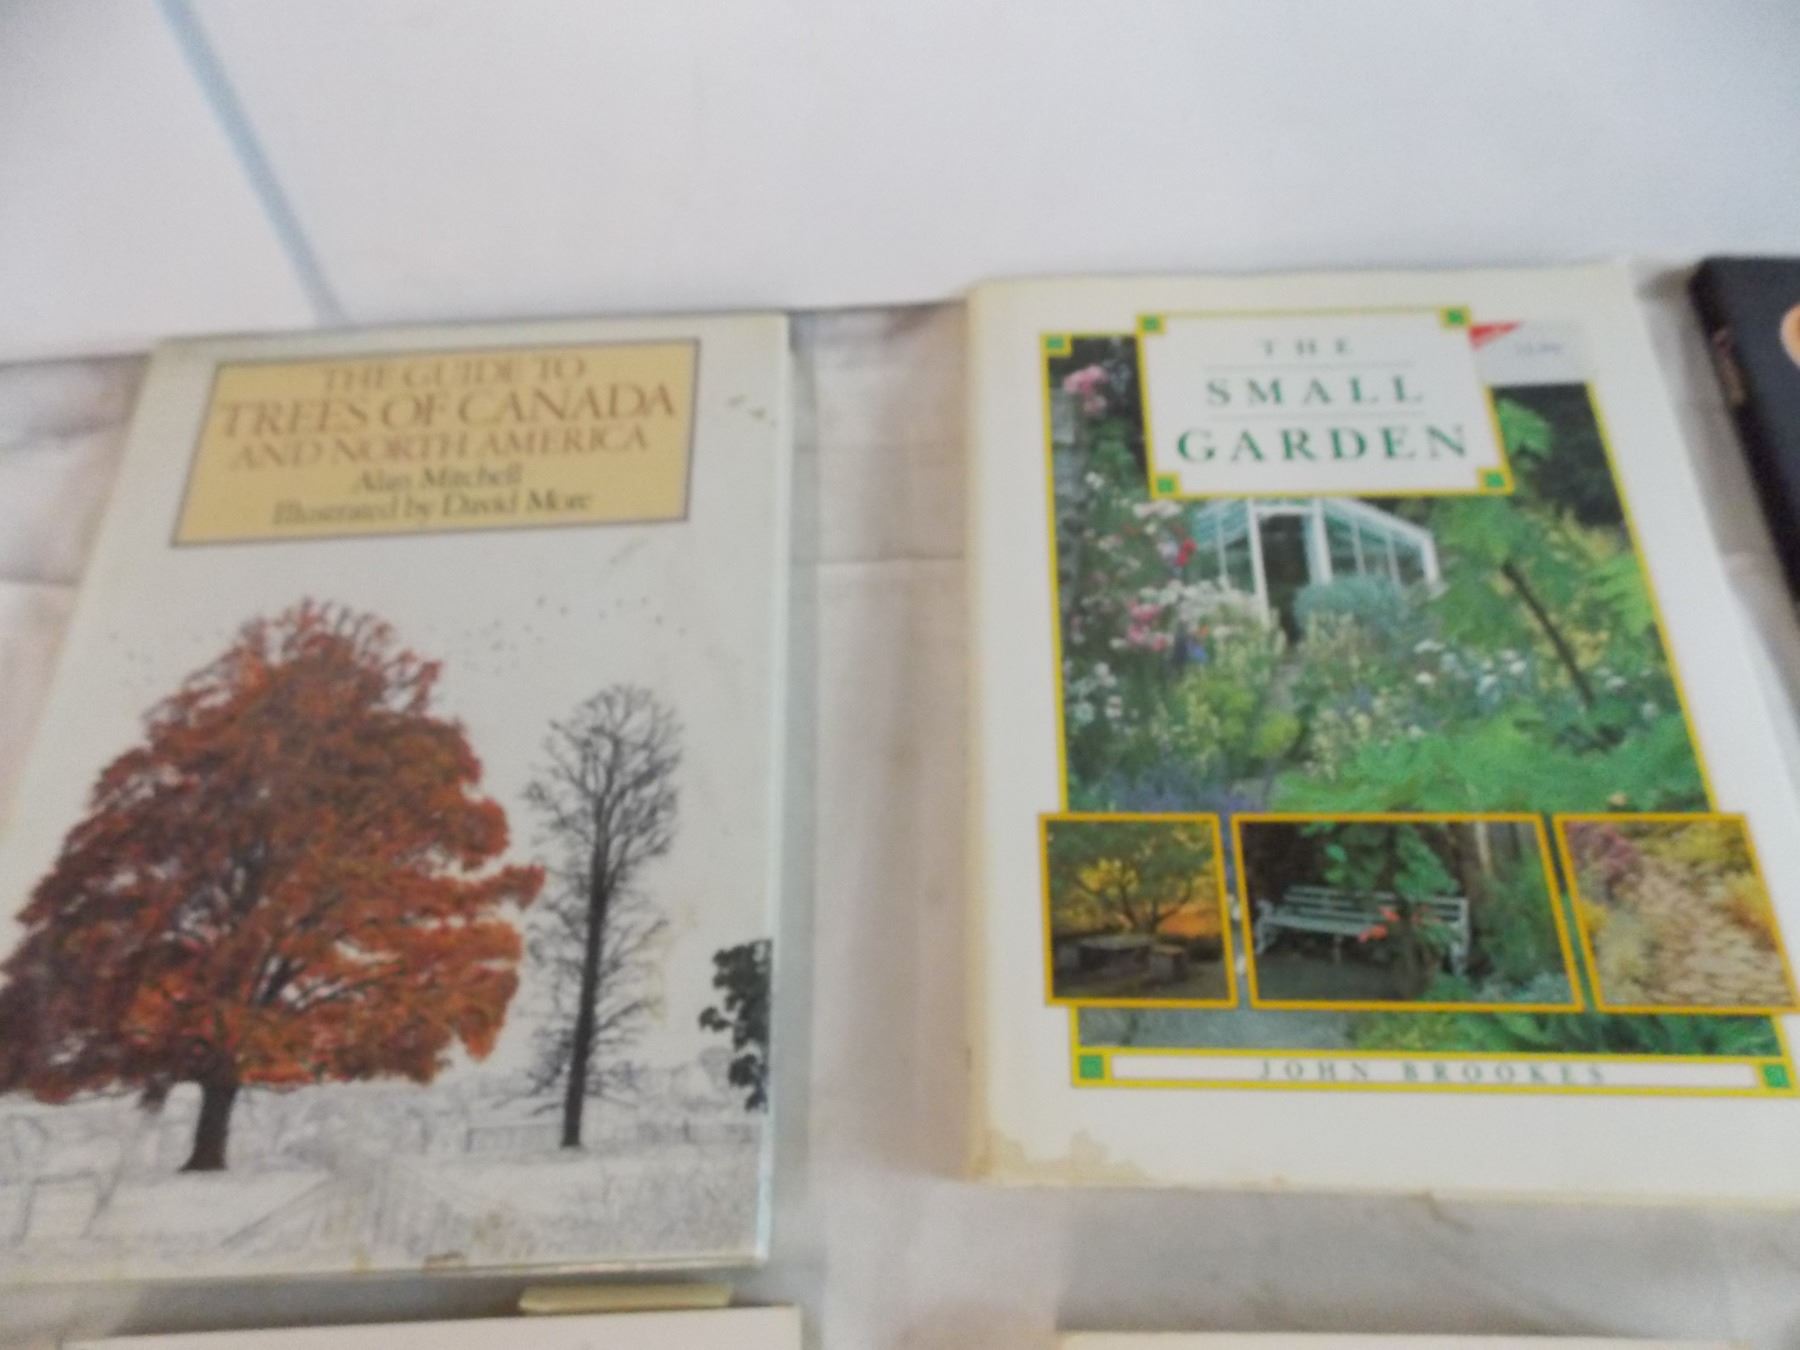 THE GUIDE TO
TREES OF CANADA
AND NORTH AMERICA
Alan Mitchell
Illustrated by David More
THE
SMALL
GARDEN
JOHN BROOKES